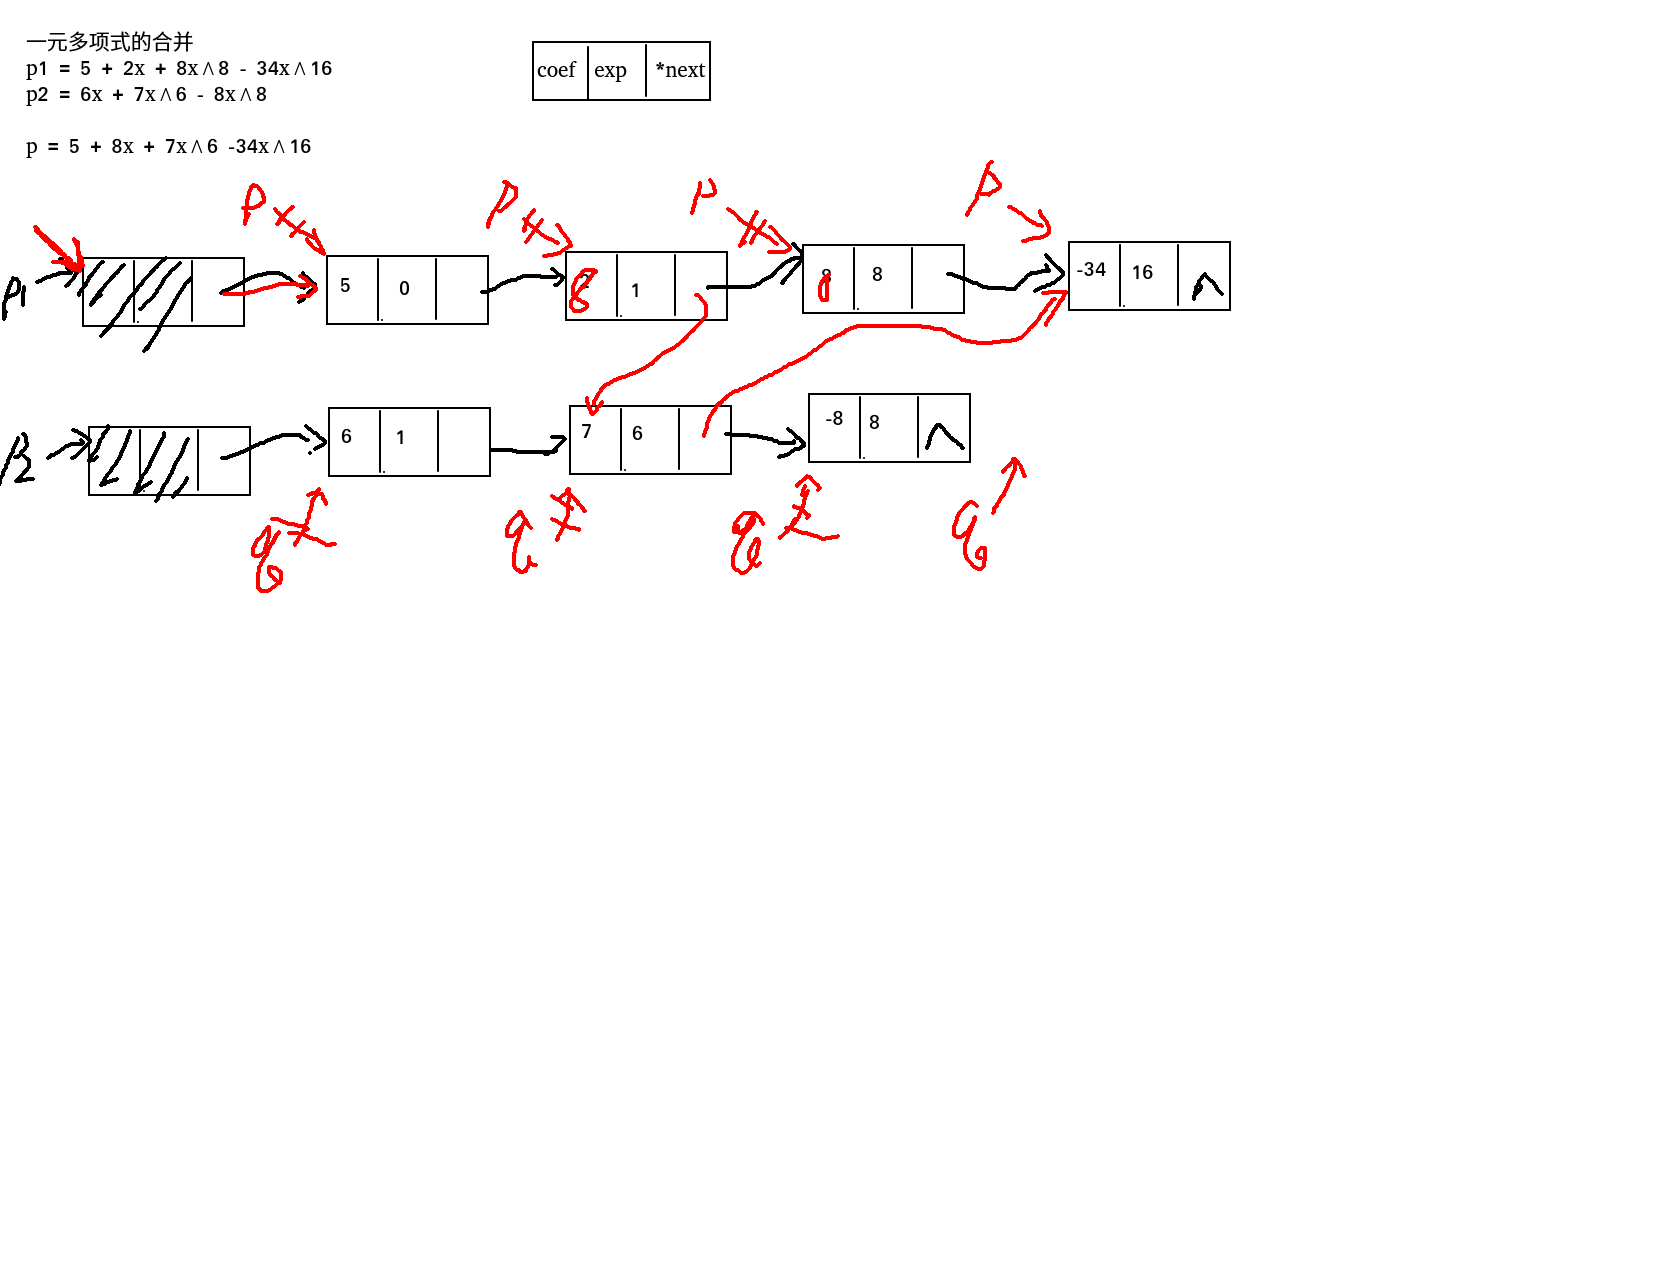 一元多项式的合并
p1 = 5 + 2x + 8x^8 - 34x^16
p2 = 6x + 7x^6 - 8x^8
coef exp *next
p = 5 + 8x + 7x^6 -34x^16
p p p p
p1 5 0 8 1 0 8 -34 16 ^
p2 6 1 7 6 -8 8 ^
q q q q